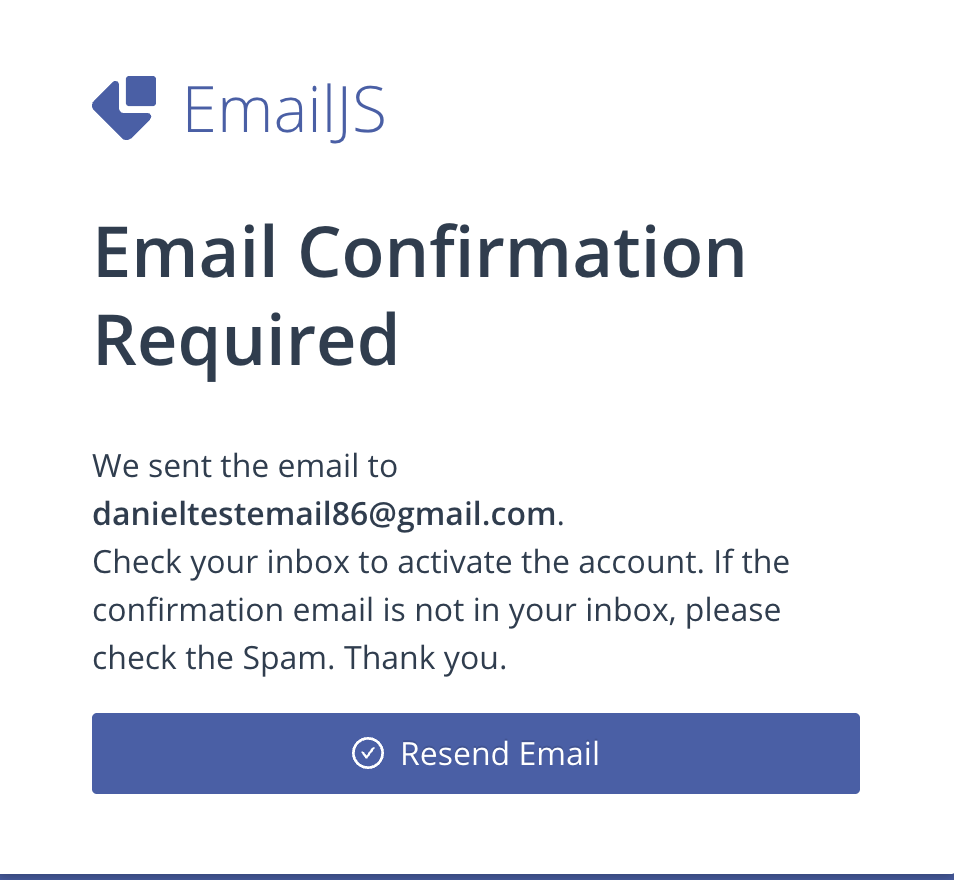 EmailJS
Email Confirmation
Required
We sent the email to
danieltestemail86@gmail.com.
Check your inbox to activate the account. If the
confirmation email is not in your inbox, please
check the Spam. Thank you.
Resend Email